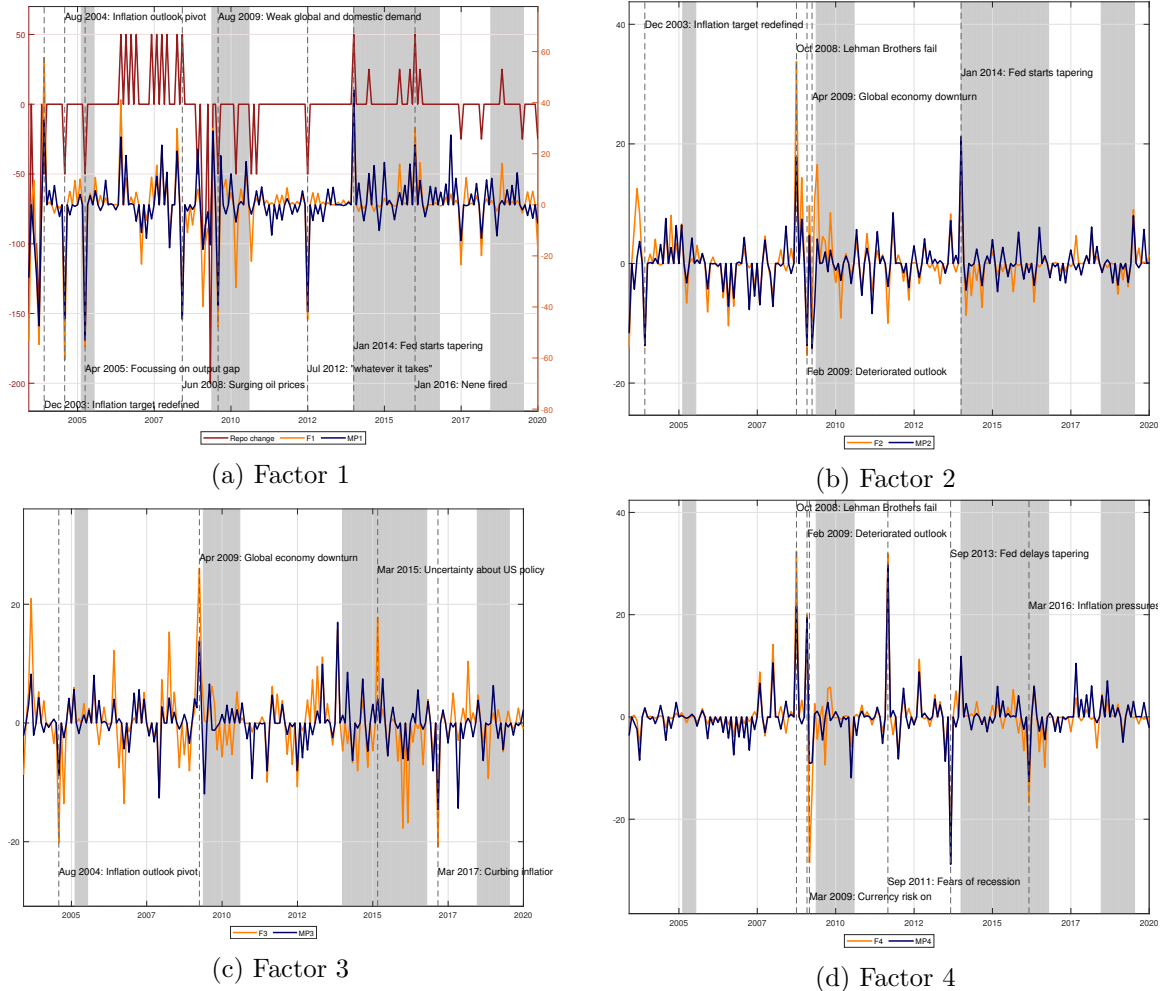 Aug 2004: Inflation outlook pivot
Aug 2009: Weak global and domestic demand
50
0
-50
-100
-150
-200
60
40
20
0
-20
-40
-60
-80
Jan 2014: Fed starts tapering
Apr 2005: Focussing on output gap
Jul 2012: "whatever it takes"
Jun 2008: Surging oil prices
Jan 2016: Nene fired
Dec 2003: Inflation target redefined
2005
2007
2010
2012
2015
2017
2020
Repo change
F1
MP1
(a) Factor 1
40
20
0
-20
Dec 2003: Inflation target redefined
Oct 2008: Lehman Brothers fail
Jan 2014: Fed starts tapering
Apr 2009: Global economy downturn
Feb 2009: Deteriorated outlook
2005
2007
2010
2012
2015
2017
2020
F2
MP2
(b) Factor 2
20
0
-20
Apr 2009: Global economy downturn
Mar 2015: Uncertainty about US policy
Aug 2004: Inflation outlook pivot
Mar 2017: Curbing inflatior
2005
2007
2010
2012
2015
2017
2020
F3
MP3
(c) Factor 3
40
20
0
-20
Oct 2008: Lehman Brothers fail
Feb 2009: Deteriorated outlook
Sep 2013: Fed delays tapering
Mar 2016: Inflation pressures
Sep 2011: Fears of recession
Mar 2009: Currency risk on
2005
2007
2010
2012
2015
2017
2020
F4
MP4
(d) Factor 4